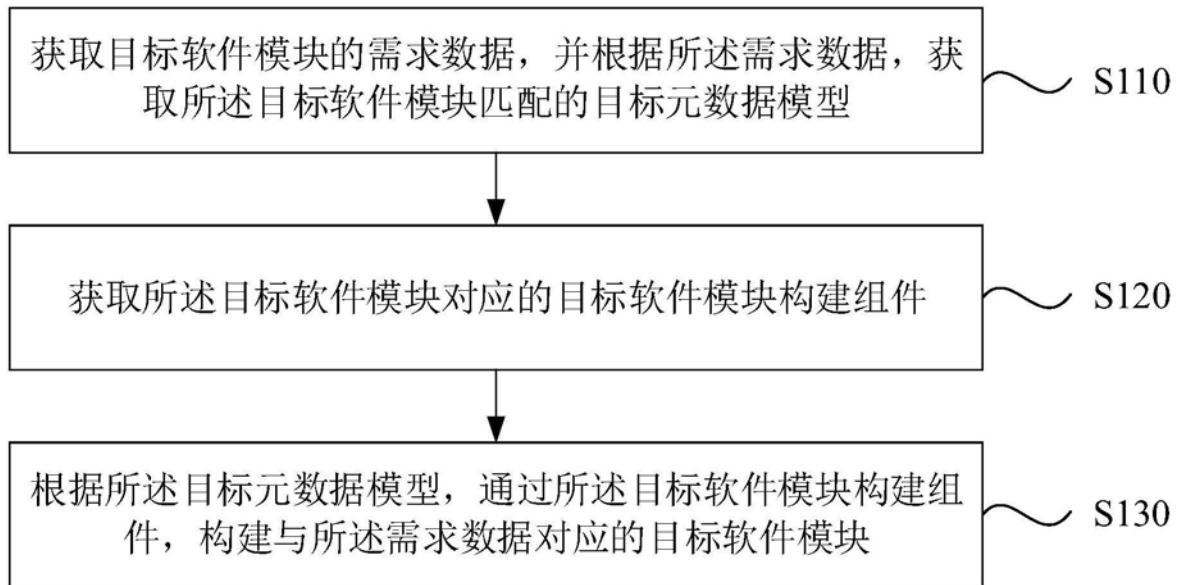 获取目标软件模块的需求数据，并根据所述需求数据，获
取所述目标软件模块匹配的目标元数据模型
S110
获取所述目标软件模块对应的目标软件模块构建组件
S120
根据所述目标元数据模型，通过所述目标软件模块构建组
件，构建与所述需求数据对应的目标软件模块
S130